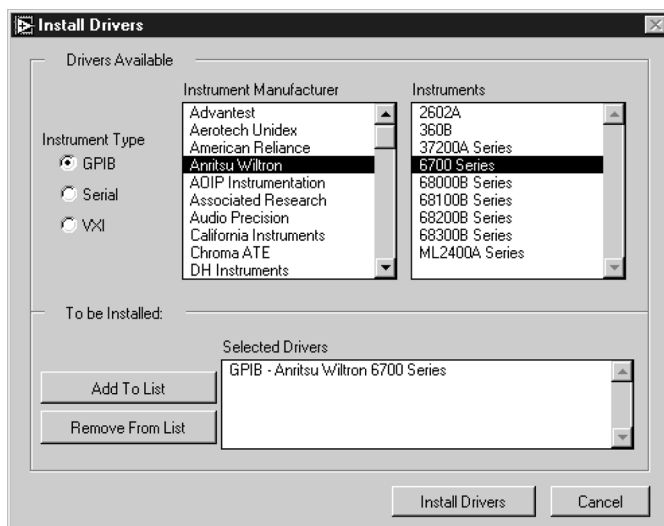 Install Drivers
Drivers Available
Instrument Manufacturer
Instruments
Instrument Type
GPIB
Serial
VXI
Advantest
Aerotech Unidex
American Reliance
Anritsu Wiltron
AOIP Instrumentation
Associated Research
Audio Precision
California Instruments
Chroma ATE
DH Instruments
2602A
360B
37200A Series
6700 Series
68000B Series
68100B Series
68200B Series
68300B Series
ML2400A Series
To be Installed:
Selected Drivers
GPIB - Anritsu Wiltron 6700 Series
Add To List
Remove From List
Install Drivers
Cancel